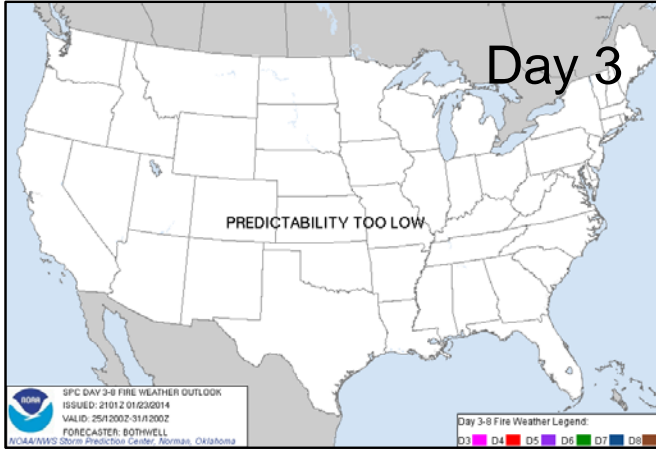 Day 3
PREDICTABILITY TOO LOW
NOAA
SPC DAY 3-8 FIRE WEATHER OUTLOOK
ISSUED: 2101Z 01/23/2014
VALID: 25/1200Z-31/1200Z
FORECASTER: BOTHWELL
NOAA/NWS Storm Prediction Center, Norman, Oklahoma
Day 3-8 Fire Weather Legend:
D3 D4 D5 D6 D7 D8